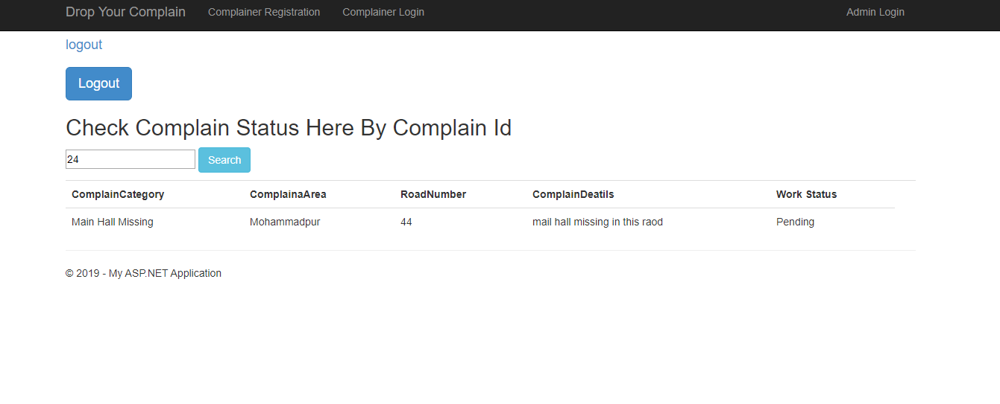 Drop Your Complain Complainer Registration Complainer Login Admin Login
logout
Logout
Check Complain Status Here By Complain Id
24 Search
ComplainCategory ComplainaArea RoadNumber ComplainDeatils Work Status
Main Hall Missing Mohammadpur 44 mail hall missing in this raod Pending
© 2019 - My ASP.NET Application